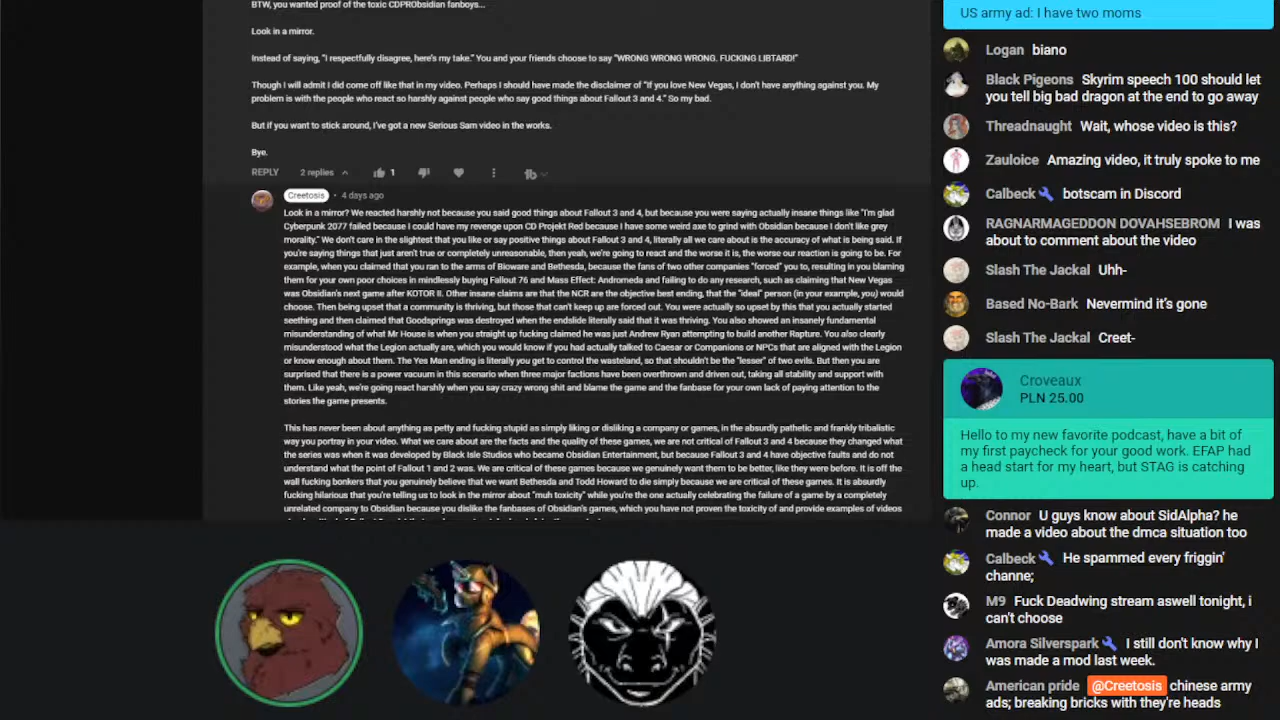 BTW, you wanted proof of the toxic CDPRObsidian fanboys...
Look in a mirror.
Instead of saying, "I respectfully disagree, here's my take." You and your friends choose to say "WRONG WRONG WRONG. FUCKING LIBTARD!"
Though I will admit I did come off like that in my video. Perhaps I should have made the disclaimer of "If you love New Vegas, I don't have anything against you. My
problem is with the people who react so harshly against people who say good things about Fallout 3 and 4." So my bad.
But if you want to stick around, I've got a new Serious Sam video in the works.
Bye.
REPLY 2 replies 1
Creetosis • 4 days ago
Look in a mirror? We reacted harshly not because you said good things about Fallout 3 and 4, but because you were saying actually insane things like "I'm glad
Cyberpunk 2077 failed because I could have my revenge upon CD Projekt Red because I have some weird axe to grind with Obsidian because I don't like grey
morality." We don't care in the slightest that you like or say positive things about Fallout 3 and 4, literally all we care about is the accuracy of what is being said. If
you're saying things that just aren't true or completely unreasonable, then yeah, we're going to react and the worse it is, the worse our reaction is going to be. For
example, when you claimed that you ran to the arms of Bioware and Bethesda, because the fans of two other companies "forced" you to, resulting in you blaming
them for your own poor choices in mindlessly buying Fallout 76 and Mass Effect: Andromeda and failing to do any research, such as claiming that New Vegas
was Obsidian's next game after KOTOR II. Other insane claims are that the NCR are the objective best ending, that the "ideal" person (in your example, you) would
choose. Then being upset that a community is thriving, but those that can't keep up are forced out. You were actually so upset by this that you actually started
seething and then claimed that Goodsprings was destroyed when the endslide literally said that it was thriving. You also showed an insanely fundamental
misunderstanding of what Mr House is when you straight up fucking claimed he was just Andrew Ryan attempting to build another Rapture. You also clearly
misunderstood what the Legion actually are, which you would know if you had actually talked to Caesar or Companions or NPCs that are aligned with the Legion
or know enough about them. The Yes Man ending is literally you get to control the wasteland, so that shouldn't be the "lesser" of two evils. But then you are
surprised that there is a power vacuum in this scenario when three major factions have been overthrown and driven out, taking all stability and support with
them. Like yeah, we're going react harshly when you say crazy wrong shit and blame the game and the fanbase for your own lack of paying attention to the
stories the game presents.
This has never been about anything as petty and fucking stupid as simply liking or disliking a company or games, in the absurdly pathetic and frankly tribalistic
way you portray in your video. What we care about are the facts and the quality of these games, we are not critical of Fallout 3 and 4 because they changed what
the series was when it was developed by Black Isle Studios who became Obsidian Entertainment, but because Fallout 3 and 4 have objective faults and do not
understand what the point of Fallout 1 and 2 was. We are critical of these games because we genuinely want them to be better, like they were before. It is off the
wall fucking bonkers that you genuinely believe that we want Bethesda and Todd Howard to die simply because we are critical of these games. It is absurdly
fucking hilarious that you're telling us to look in the mirror about "muh toxicity" while you're the one actually celebrating the failure of a game by a completely
unrelated company to Obsidian because you dislike the fanbases of Obsidian's games, which you have not proven the toxicity of and provide examples of videos
US army ad: I have two moms
Logan biano
Black Pigeons Skyrim speech 100 should let
you tell big bad dragon at the end to go away
Threadnaught Wait, whose video is this?
Zauloice Amazing video, it truly spoke to me
Calbeck botscam in Discord
RAGNARMAGEDDON DOVAHSEBROM I was
about to comment about the video
Slash The Jackal Uhh-
Based No-Bark Nevermind it's gone
Slash The Jackal Creet-
Croveaux
PLN 25.00
Hello to my new favorite podcast, have a bit of
my first paycheck for your good work. EFAP had
a head start for my heart, but STAG is catching
up.
Connor U guys know about SidAlpha? he
made a video about the dmca situation too
Calbeck He spammed every friggin'
channe;
M9 Fuck Deadwing stream aswell tonight, i
can't choose
Amora Silverspark I still don't know why I
was made a mod last week.
American pride @Creetosis chinese army
ads; breaking bricks with they're heads